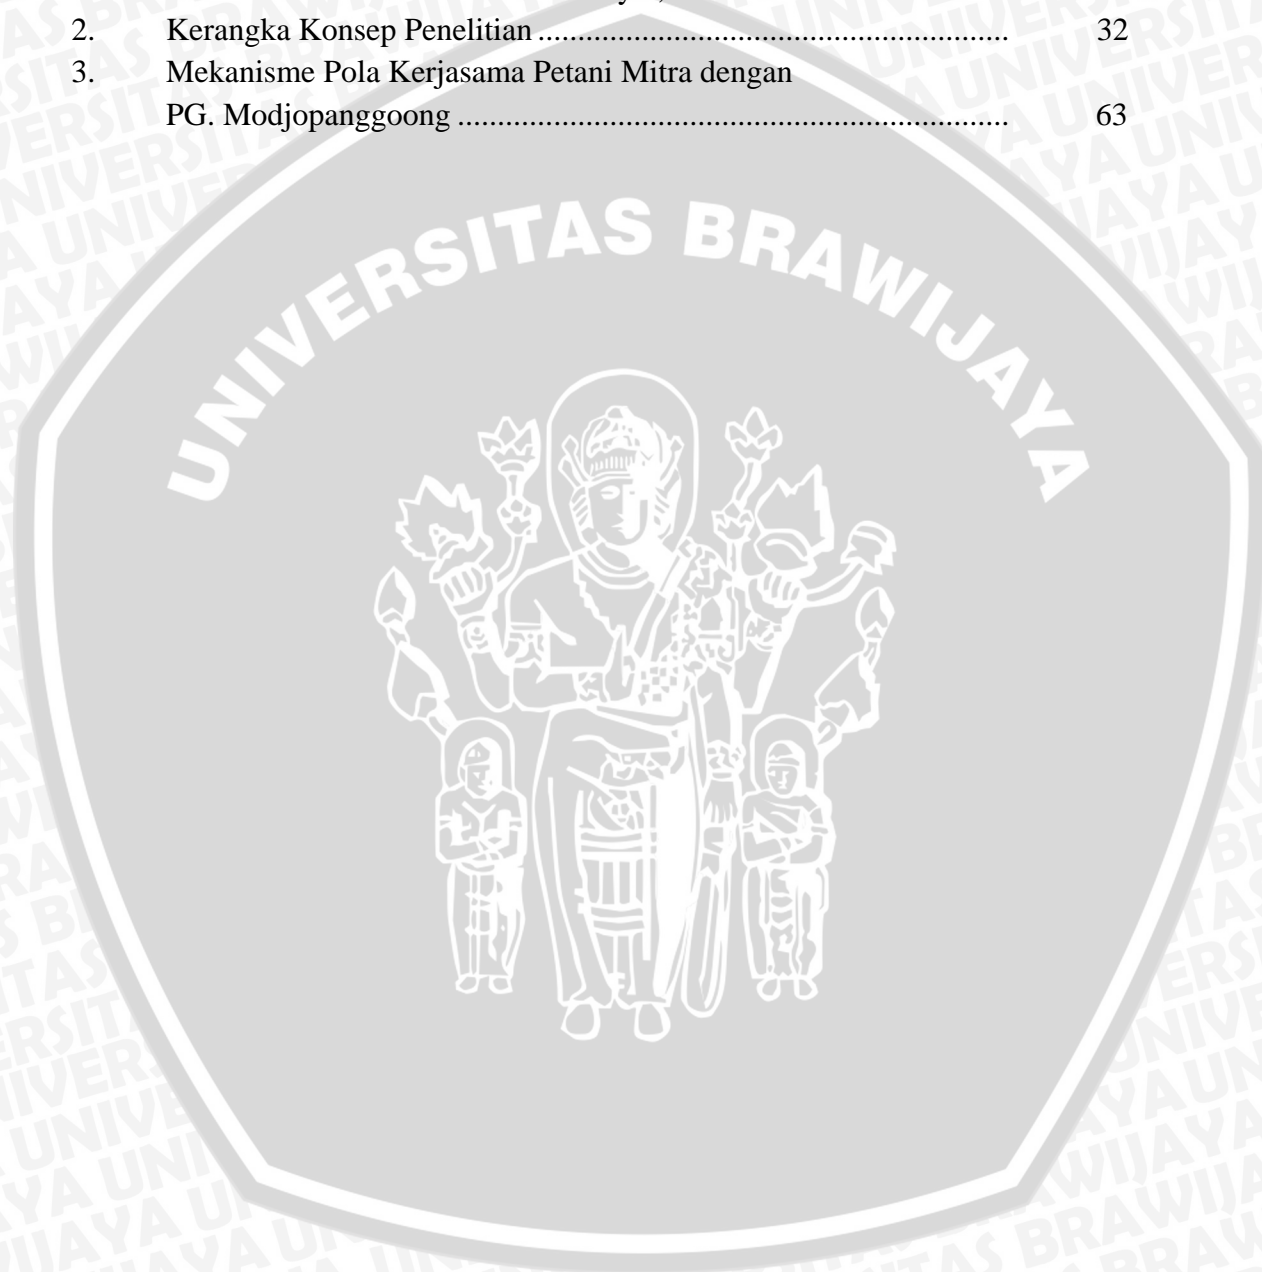 2. Kerangka Konsep Penelitian ............................................................ 32
3. Mekanisme Pola Kerjasama Petani Mitra dengan
PG. Modjopanggoong ...................................................................... 63
UNIVERSITAS BRAWIJAYA